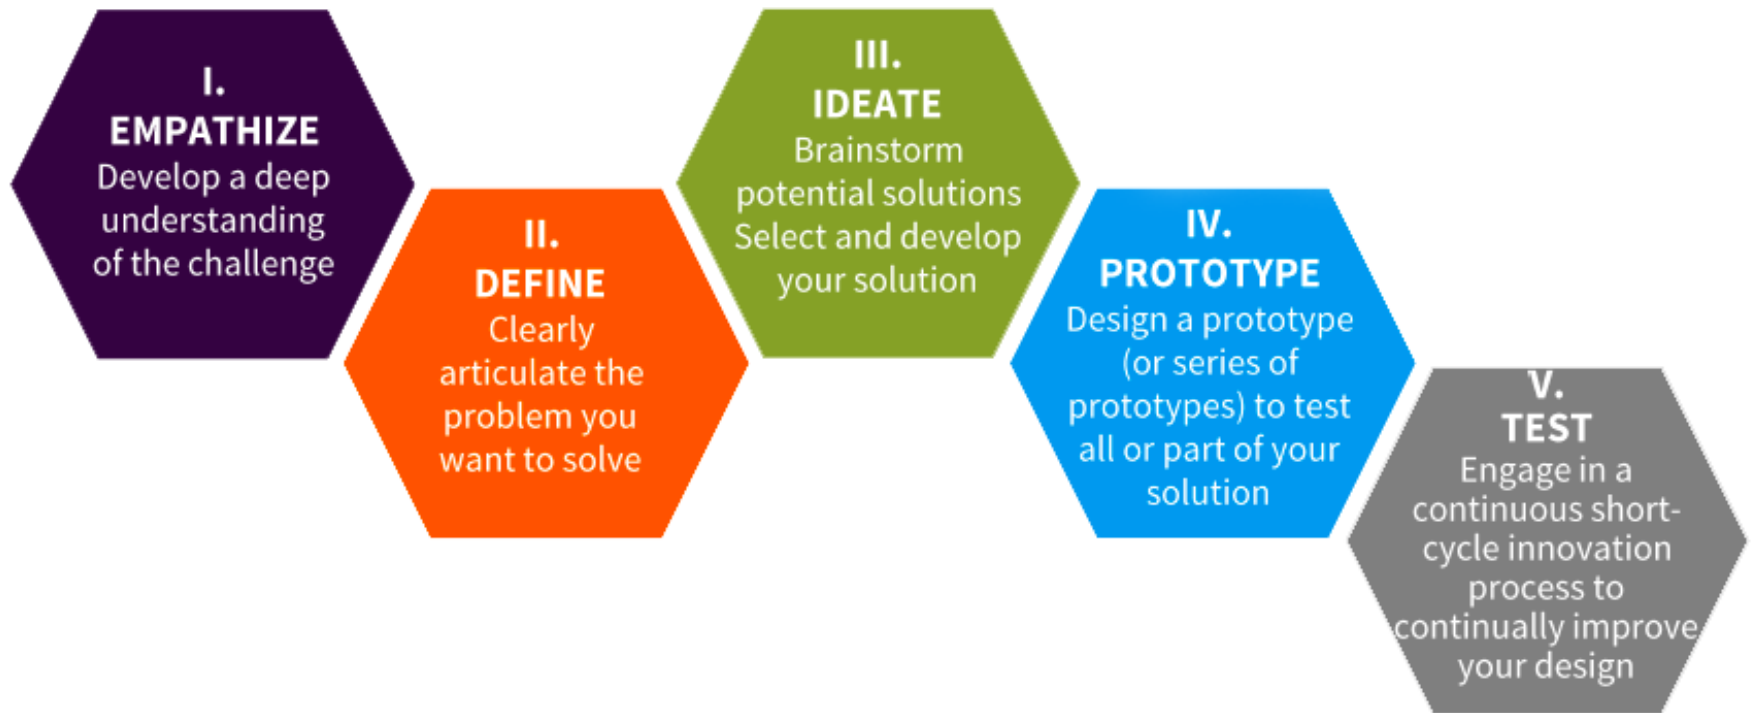 I.
EMPATHIZE
Develop a deep
understanding
of the challenge
II.
DEFINE
Clearly
articulate the
problem you
want to solve
III.
IDEATE
Brainstorm
potential solutions
Select and develop
your solution
IV.
PROTOTYPE
Design a prototype
(or series of
prototypes) to test
all or part of your
solution
V.
TEST
Engage in a
continuous short-
cycle innovation
process to
continually improve
your design